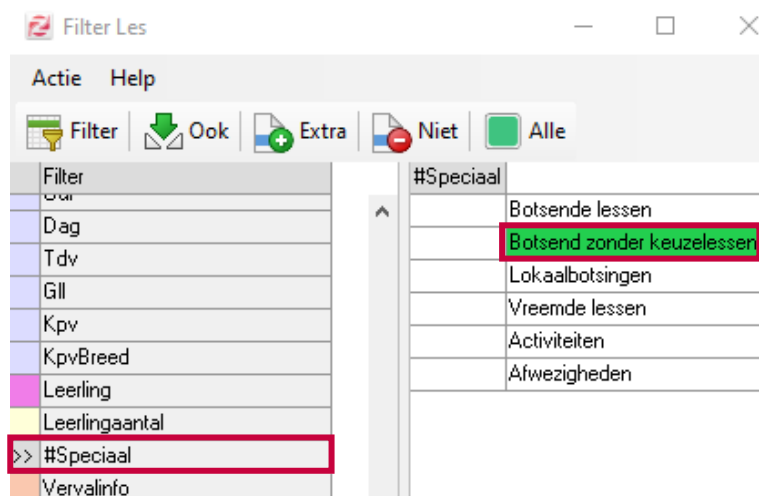 Filter Les
Actie Help
Filter Ook Extra Niet Alle
Filter
Uur
Dag
Tdv
Gll
Kpv
KpvBreed
Leerling
Leerlingaantal
>> #Speciaal
Vervalinfo
#Speciaal
Botsende lessen
Botsend zonder keuzelessen
Lokaalbotsingen
Vreemde lessen
Activiteiten
Afwezigheden